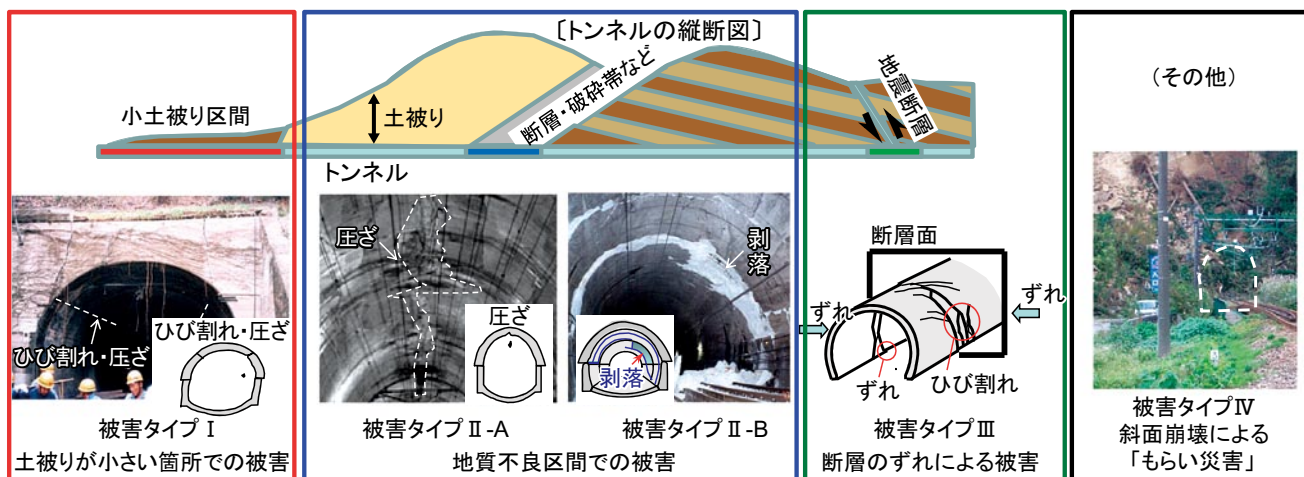 〔トンネルの縦断図〕
小土被り区間
土被り
断層・破砕帯など
地震断層
トンネル
ひび割れ・圧ざ
ひび割れ・圧ざ
被害タイプⅠ
土被りが小さい箇所での被害
圧ざ
圧ざ
被害タイプⅡ-A
剥落
剥落
被害タイプⅡ-B
地質不良区間での被害
断層面
ずれ
ずれ
ずれ
ひび割れ
被害タイプⅢ
断層のずれによる被害
(その他)
被害タイプⅣ
斜面崩壊による
「もらい災害」